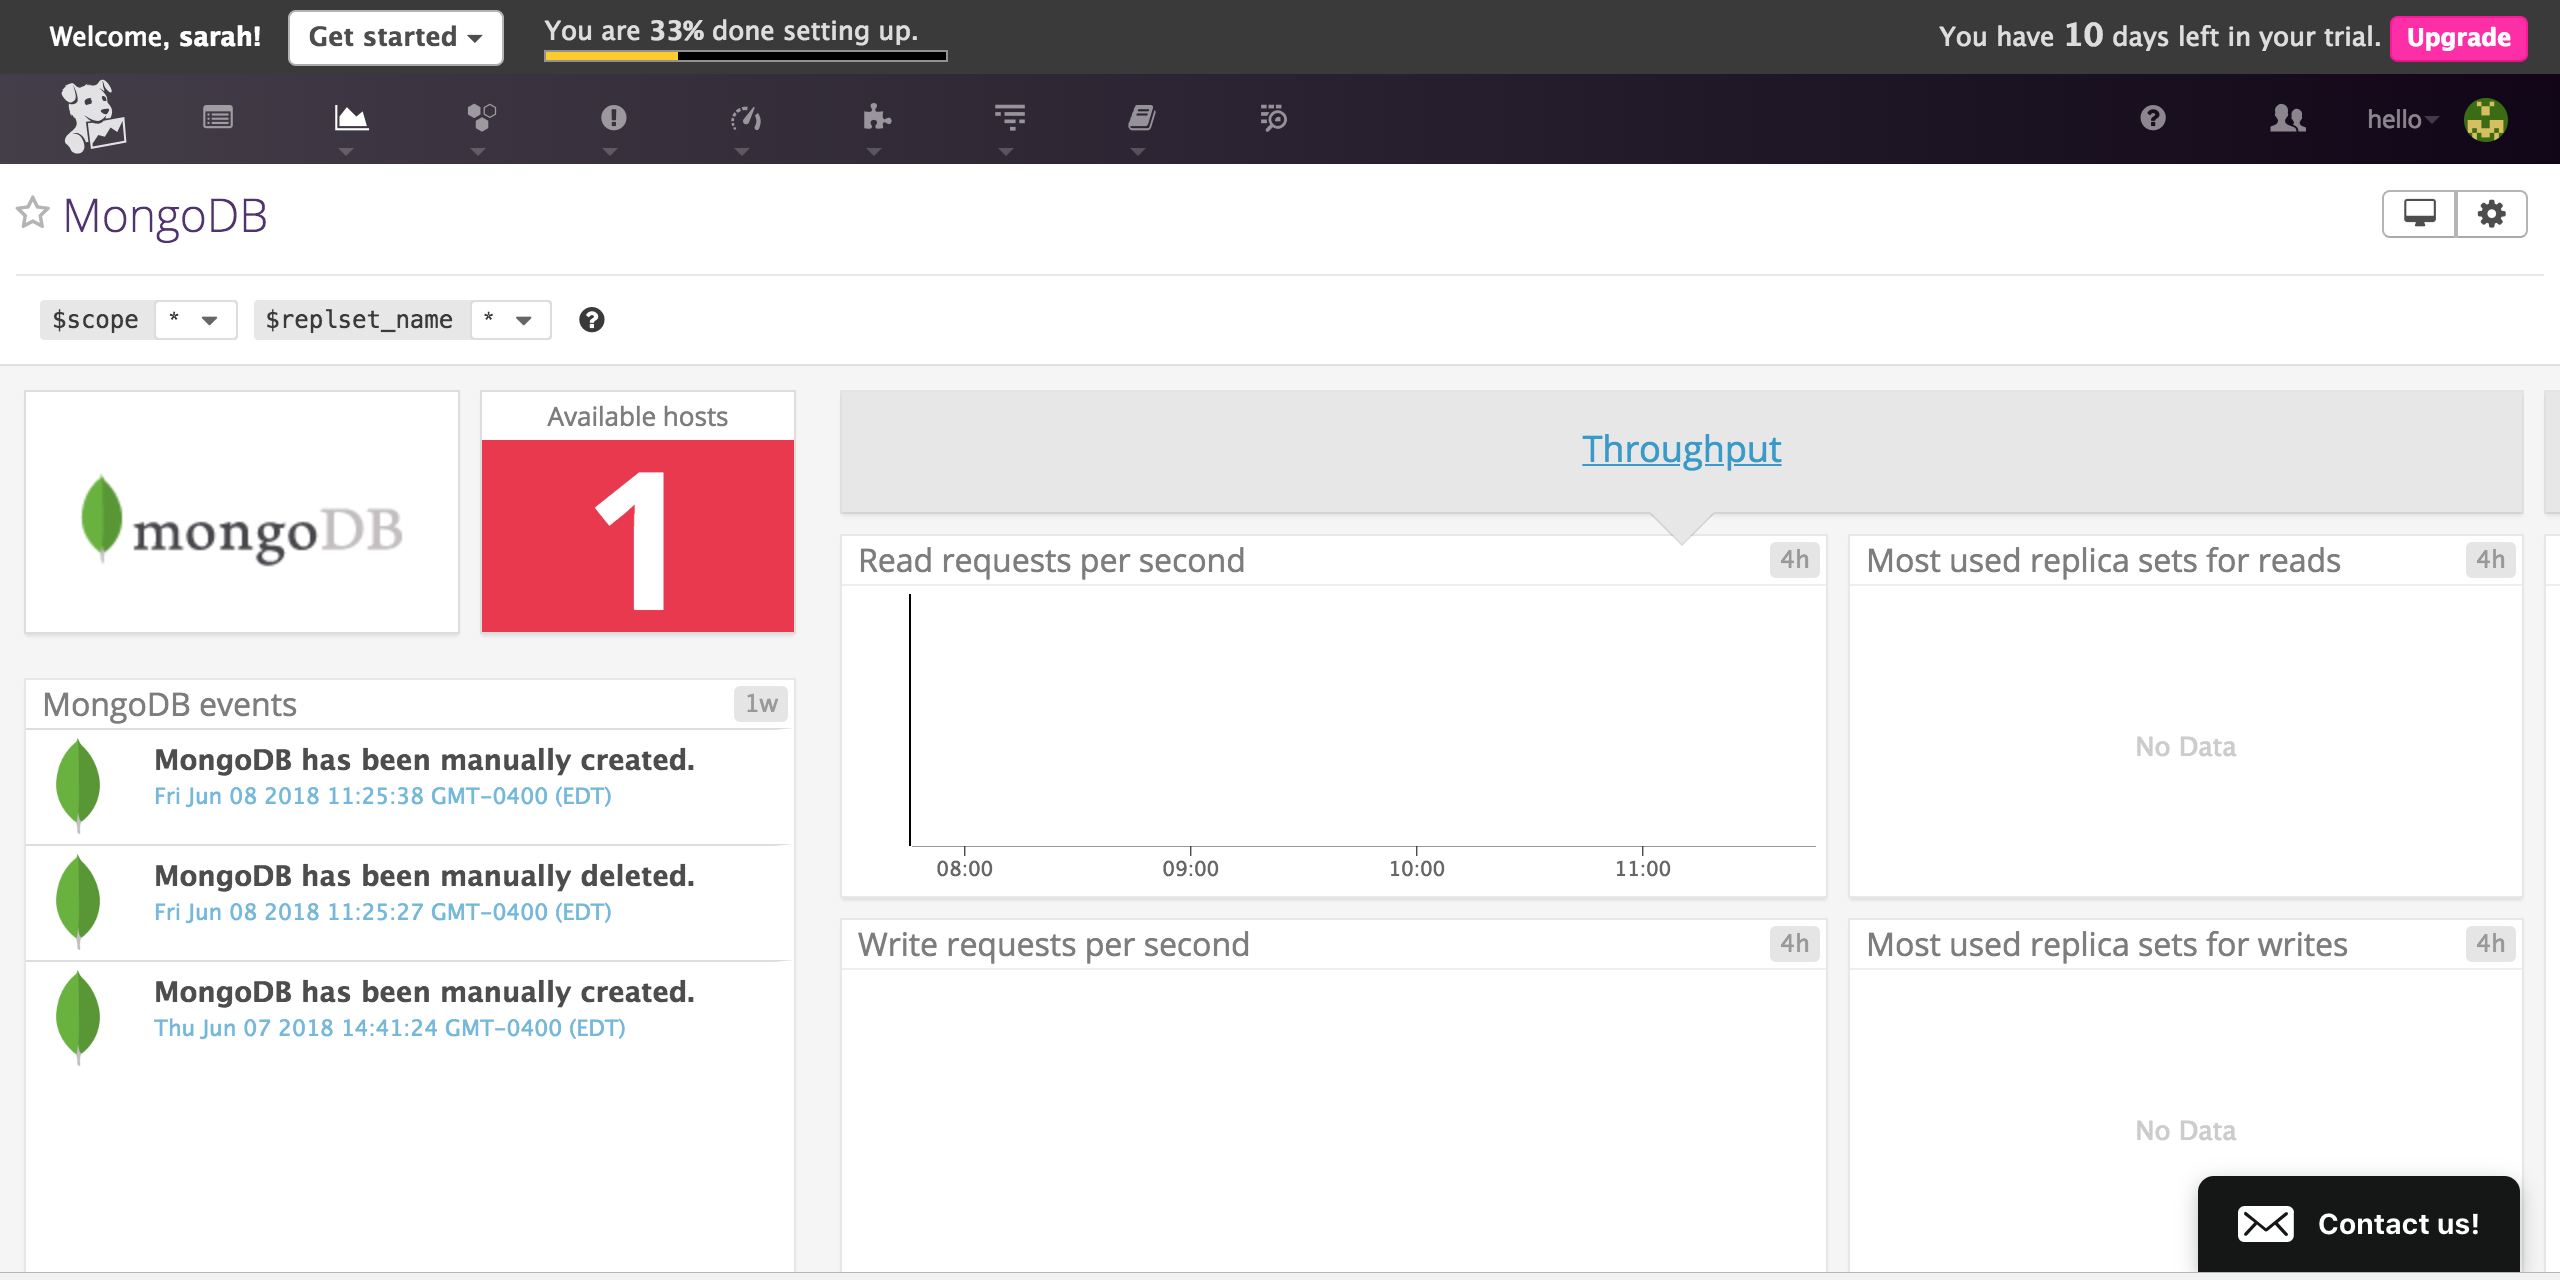 Welcome, sarah!
Get started
You are 33% done setting up.
You have 10 days left in your trial.
Upgrade
hello
MongoDB
$scope *
$replset_name *
mongoDB
Available hosts
1
Throughput
Read requests per second 4h
08:00 09:00 10:00 11:00
Most used replica sets for reads 4h
No Data
MongoDB events 1w
MongoDB has been manually created.
Fri Jun 08 2018 11:25:38 GMT-0400 (EDT)
MongoDB has been manually deleted.
Fri Jun 08 2018 11:25:27 GMT-0400 (EDT)
MongoDB has been manually created.
Thu Jun 07 2018 14:41:24 GMT-0400 (EDT)
Write requests per second 4h
Most used replica sets for writes 4h
No Data
Contact us!